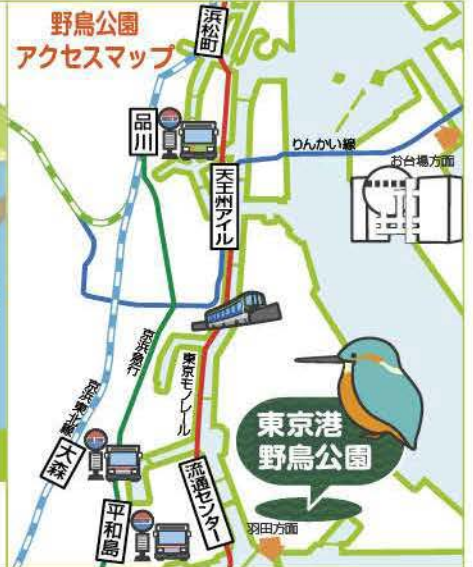 野鳥公園
アクセスマップ
浜松町
品川
りんかい線
お台場方面
天王州アイル
京浜急行
東京モノレール
京浜東北線
大森
平和島
流通センター
東京港
野鳥公園
羽田方面